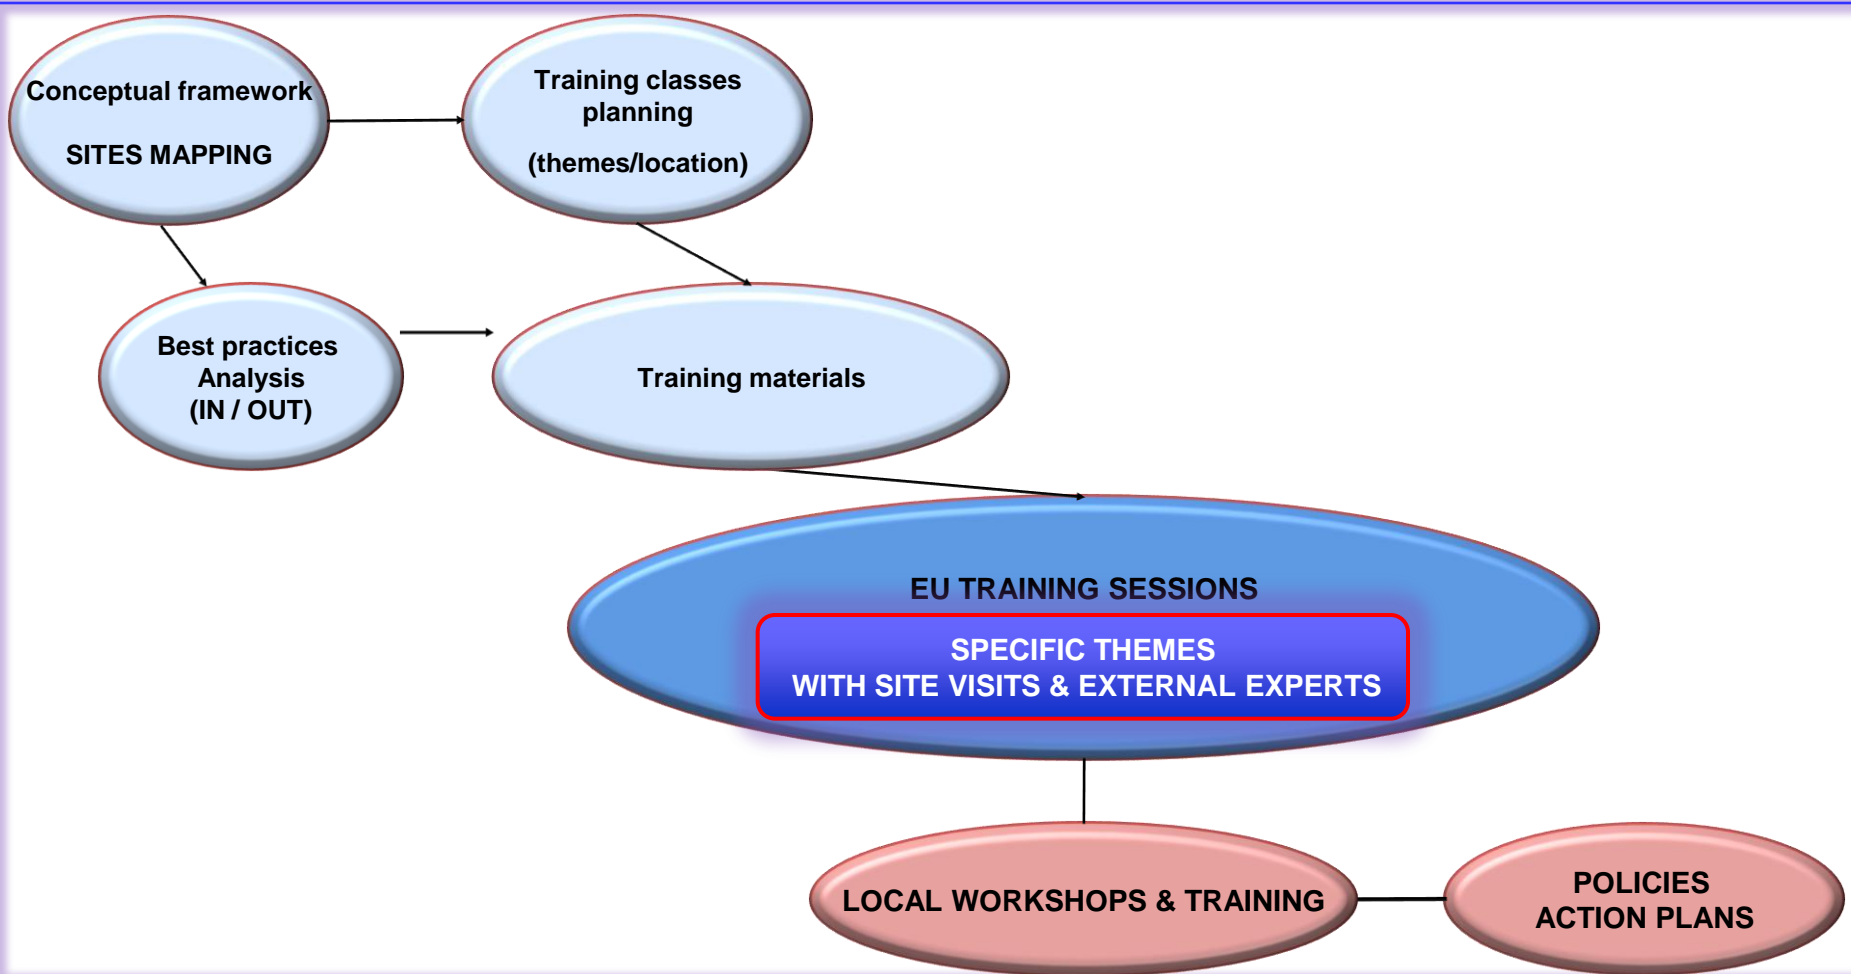 Conceptual framework
SITES MAPPING
Training classes
planning
(themes/location)
Best practices
Analysis
(IN / OUT)
Training materials
EU TRAINING SESSIONS
SPECIFIC THEMES
WITH SITE VISITS & EXTERNAL EXPERTS
LOCAL WORKSHOPS & TRAINING
POLICIES
ACTION PLANS